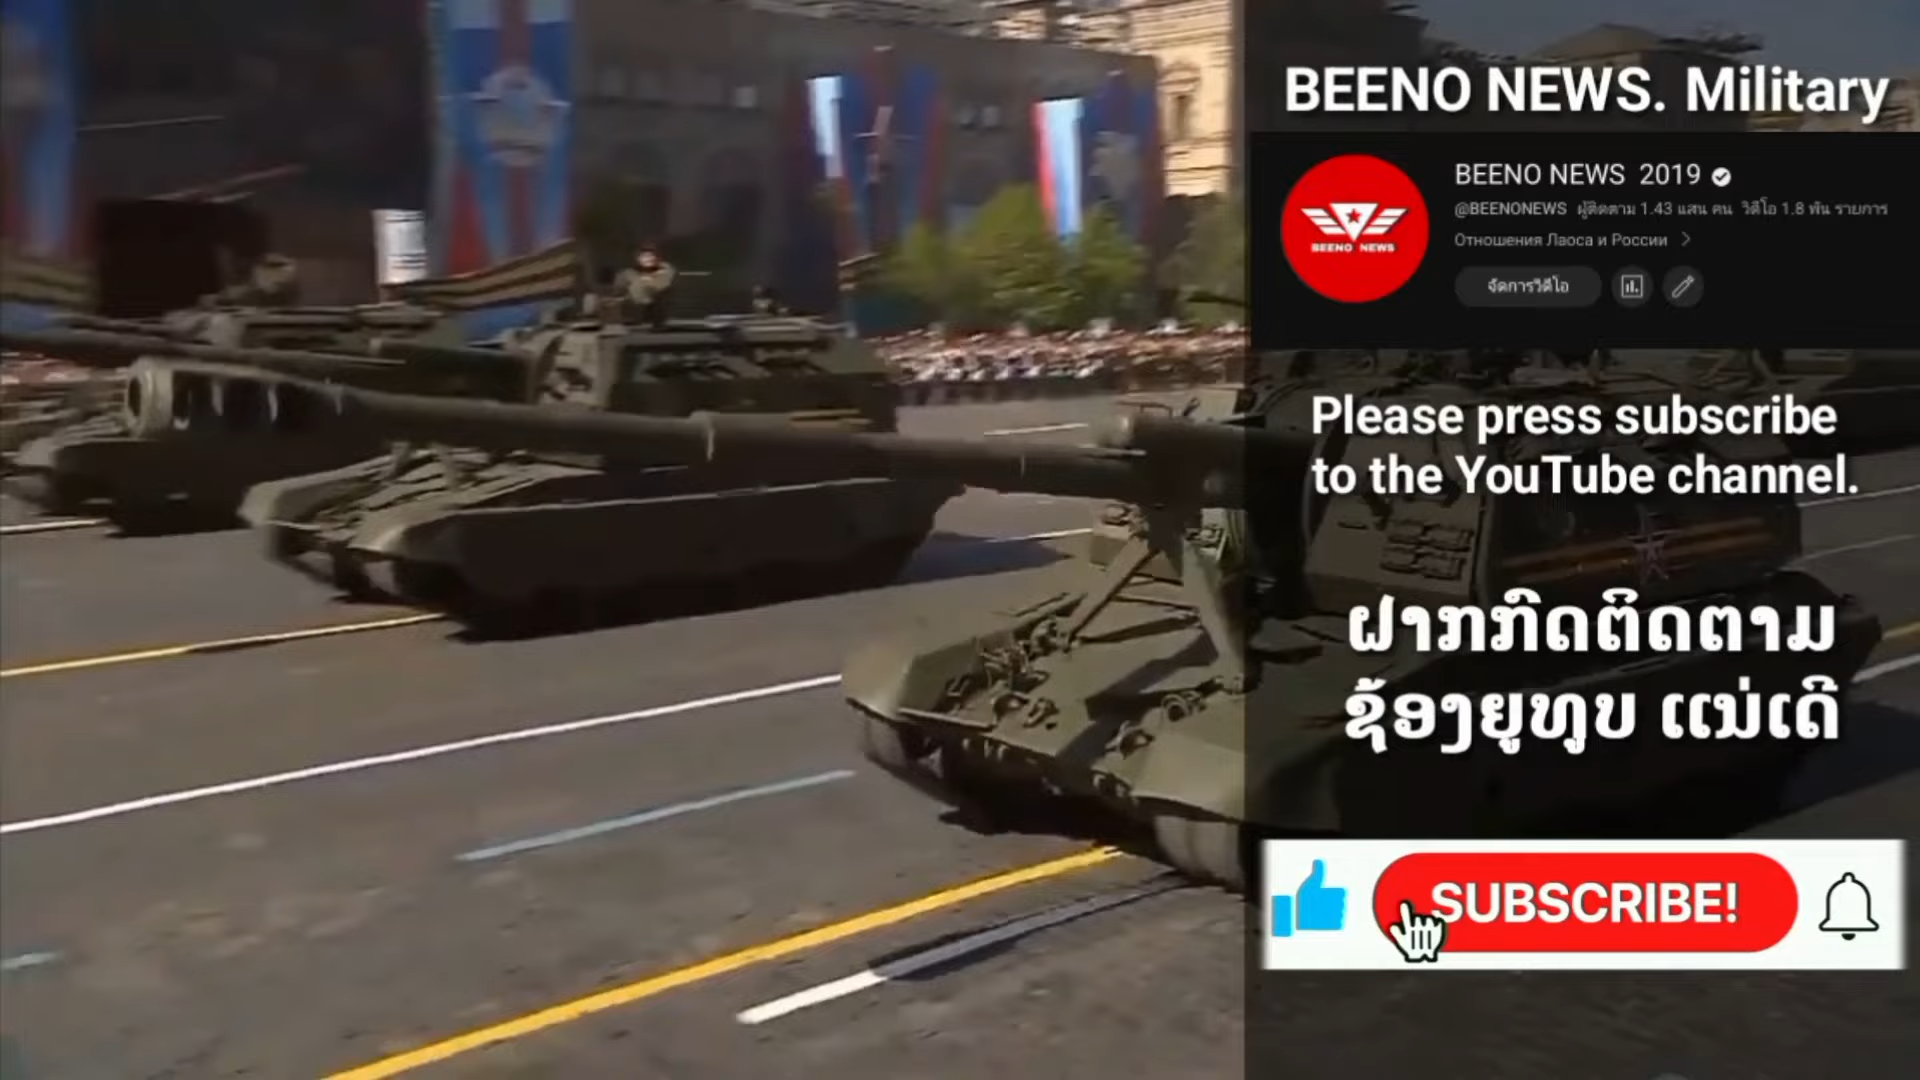 BEENO NEWS. Military
BEENO NEWS 2019
@BEENONEWS ผู้ติดตาม 1.43 แสน คน วิดีโอ 1.8 พัน รายการ
BEENO NEWS
Отношения Лаоса и России
จัดการวิดีโอ
Please press subscribe
to the YouTube channel.
ຝາກກົດຕິດຕາມ
ຊ້ອງຍູທູບ ແນ່ເດີ
SUBSCRIBE!